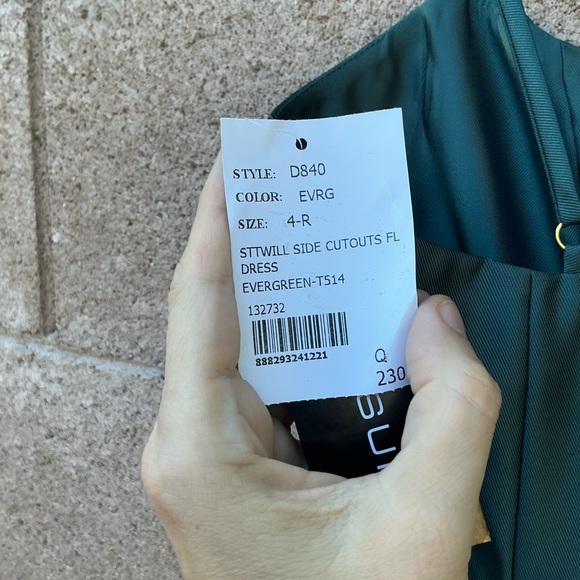 STYLE: D840
COLOR: EVRG
SIZE: 4-R
STTWILL SIDE CUTOUTS FL
DRESS
EVERGREEN-T514
132732
888293241221
Q
230